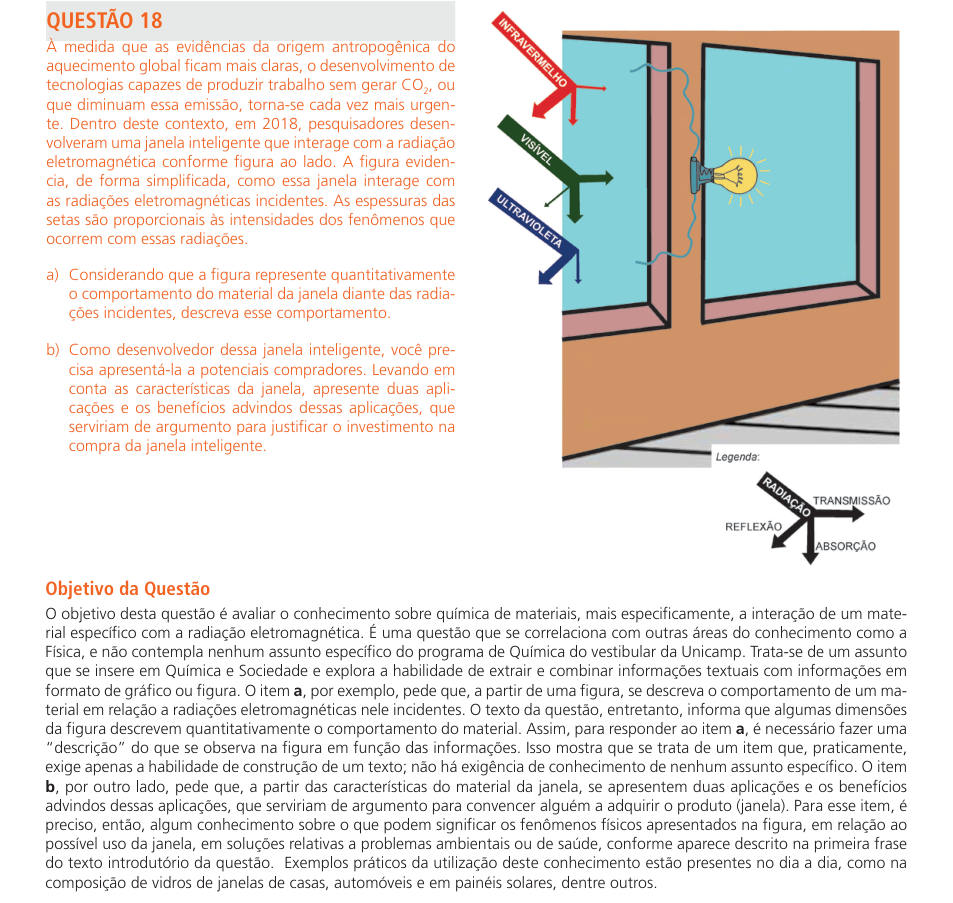 QUESTÃO 18
À medida que as evidências da origem antropogênica do
aquecimento global ficam mais claras, o desenvolvimento de
tecnologias capazes de produzir trabalho sem gerar CO₂, ou
que diminuam essa emissão, torna-se cada vez mais urgen-
te. Dentro deste contexto, em 2018, pesquisadores desen-
volveram uma janela inteligente que interage com a radiação
eletromagnética conforme figura ao lado. A figura eviden-
cia, de forma simplificada, como essa janela interage com
as radiações eletromagnéticas incidentes. As espessuras das
setas são proporcionais às intensidades dos fenômenos que
ocorrem com essas radiações.
a) Considerando que a figura represente quantitativamente
o comportamento do material da janela diante das radia-
ções incidentes, descreva esse comportamento.
b) Como desenvolvedor dessa janela inteligente, você pre-
cisa apresentá-la a potenciais compradores. Levando em
conta as características da janela, apresente duas apli-
cações e os benefícios advindos dessas aplicações, que
serviriam de argumento para justificar o investimento na
compra da janela inteligente.
INFRAVERMELHO
VISÍVEL
ULTRAVIOLETA
Legenda:
RADIAÇÃO
TRANSMISSÃO
REFLEXÃO
ABSORÇÃO
Objetivo da Questão
O objetivo desta questão é avaliar o conhecimento sobre química de materiais, mais especificamente, a interação de um mate-
rial específico com a radiação eletromagnética. É uma questão que se correlaciona com outras áreas do conhecimento como a
Física, e não contempla nenhum assunto específico do programa de Química do vestibular da Unicamp. Trata-se de um assunto
que se insere em Química e Sociedade e explora a habilidade de extrair e combinar informações textuais com informações em
formato de gráfico ou figura. O item a, por exemplo, pede que, a partir de uma figura, se descreva o comportamento de um ma-
terial em relação a radiações eletromagnéticas nele incidentes. O texto da questão, entretanto, informa que algumas dimensões
da figura descrevem quantitativamente o comportamento do material. Assim, para responder ao item a, é necessário fazer uma
“descrição” do que se observa na figura em função das informações. Isso mostra que se trata de um item que, praticamente,
exige apenas a habilidade de construção de um texto; não há exigência de conhecimento de nenhum assunto específico. O item
b, por outro lado, pede que, a partir das características do material da janela, se apresentem duas aplicações e os benefícios
advindos dessas aplicações, que serviriam de argumento para convencer alguém a adquirir o produto (janela). Para esse item, é
preciso, então, algum conhecimento sobre o que podem significar os fenômenos físicos apresentados na figura, em relação ao
possível uso da janela, em soluções relativas a problemas ambientais ou de saúde, conforme aparece descrito na primeira frase
do texto introdutório da questão. Exemplos práticos da utilização deste conhecimento estão presentes no dia a dia, como na
composição de vidros de janelas de casas, automóveis e em painéis solares, dentre outros.